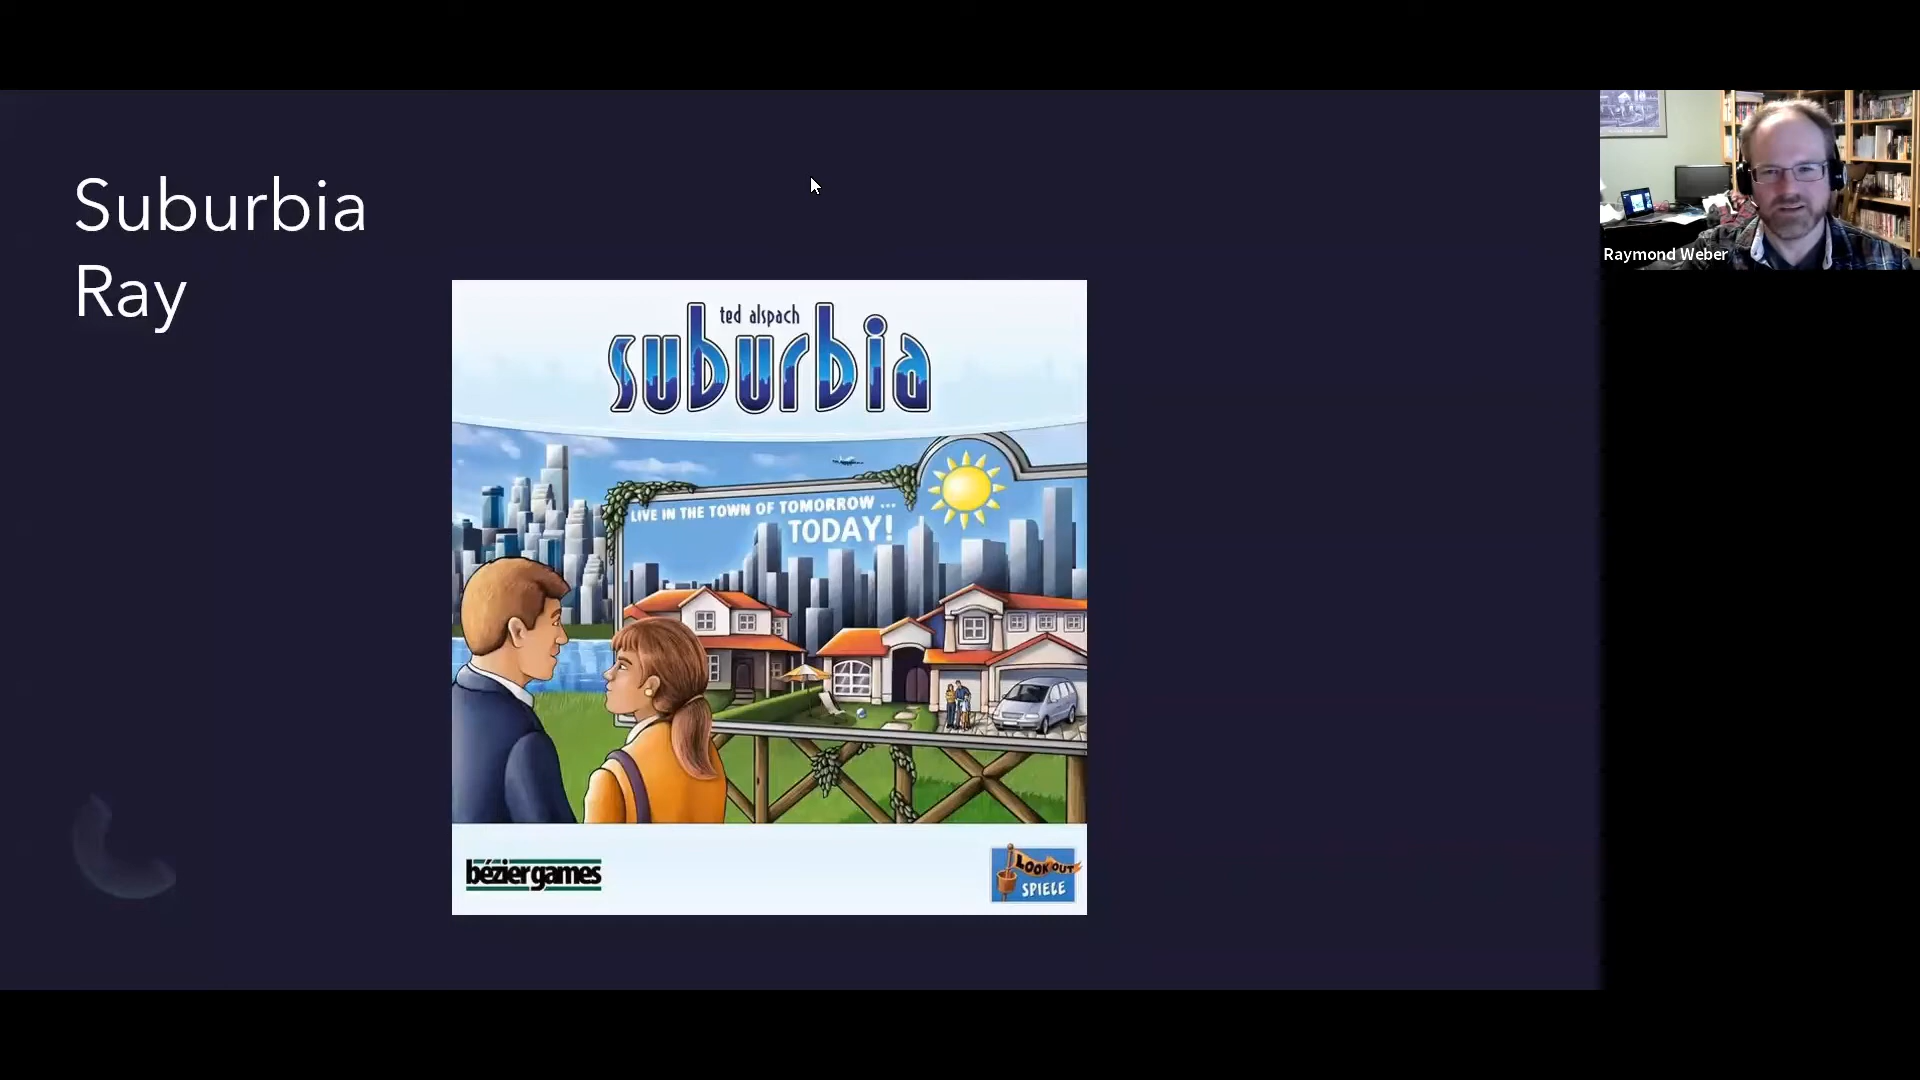 Suburbia
Ray
Raymond Weber
ted alspach
suburbia
LIVE IN THE TOWN OF TOMORROW ...
TODAY!
béziergames
LOOKOUT
SPIELE